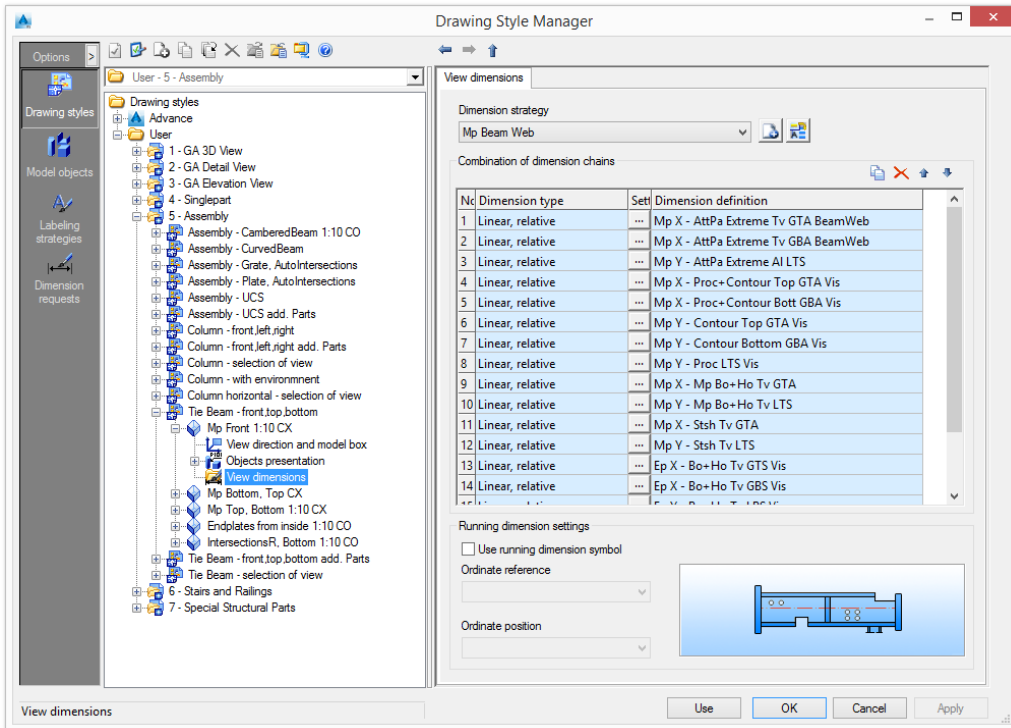 Drawing Style Manager
Options >
Drawing styles
Model objects
Labeling
strategies
Dimension
requests
User - 5 - Assembly
Drawing styles
Advance
User
1 - GA 3D View
2 - GA Detail View
3 - GA Elevation View
4 - Singlepart
5 - Assembly
Assembly - CamberedBeam 1:10 CO
Assembly - CurvedBeam
Assembly - Grate, AutoIntersections
Assembly - Plate, AutoIntersections
Assembly - UCS
Assembly - UCS add. Parts
Column - front,left,right
Column - front,left,right add. Parts
Column - selection of view
Column - with environmnent
Column horizontal - selection of view
Tie Beam - front,top,bottom
Mp Front 1:10 CX
View direction and model box
Objects presentation
View dimensions
Mp Bottom, Top CX
Mp Top, Bottom 1:10 CX
Endplates from inside 1:10 CO
IntersectionsR, Bottom 1:10 CO
Tie Beam - front,top,bottom add. Parts
Tie Beam - selection of view
6 - Stairs and Railings
7 - Special Structural Parts
View dimensions
Dimension strategy
Mp Beam Web
Combination of dimension chains
Nc Dimension type Sett Dimension definition
1 Linear, relative ... Mp X - AttPa Extreme Tv GTA BeamWeb
2 Linear, relative ... Mp X - AttPa Extreme Tv GBA BeamWeb
3 Linear, relative ... Mp Y - AttPa Extreme Al LTS
4 Linear, relative ... Mp X - Proc+Contour Top GTA Vis
5 Linear, relative ... Mp X - Proc+Contour Bott GBA Vis
6 Linear, relative ... Mp Y - Contour Top GTA Vis
7 Linear, relative ... Mp Y - Contour Bottom GBA Vis
8 Linear, relative ... Mp Y - Proc LTS Vis
9 Linear, relative ... Mp X - Mp Bo+Ho Tv GTA
10 Linear, relative ... Mp Y - Mp Bo+Ho Tv LTS
11 Linear, relative ... Mp X - Stsh Tv GTA
12 Linear, relative ... Mp Y - Stsh Tv LTS
13 Linear, relative ... Ep X - Bo+Ho Tv GTS Vis
14 Linear, relative ... Ep X - Bo+Ho Tv GBS Vis
Running dimension settings
Use running dimension symbol
Ordinate reference
Ordinate position
View dimensions
Use
OK
Cancel
Apply